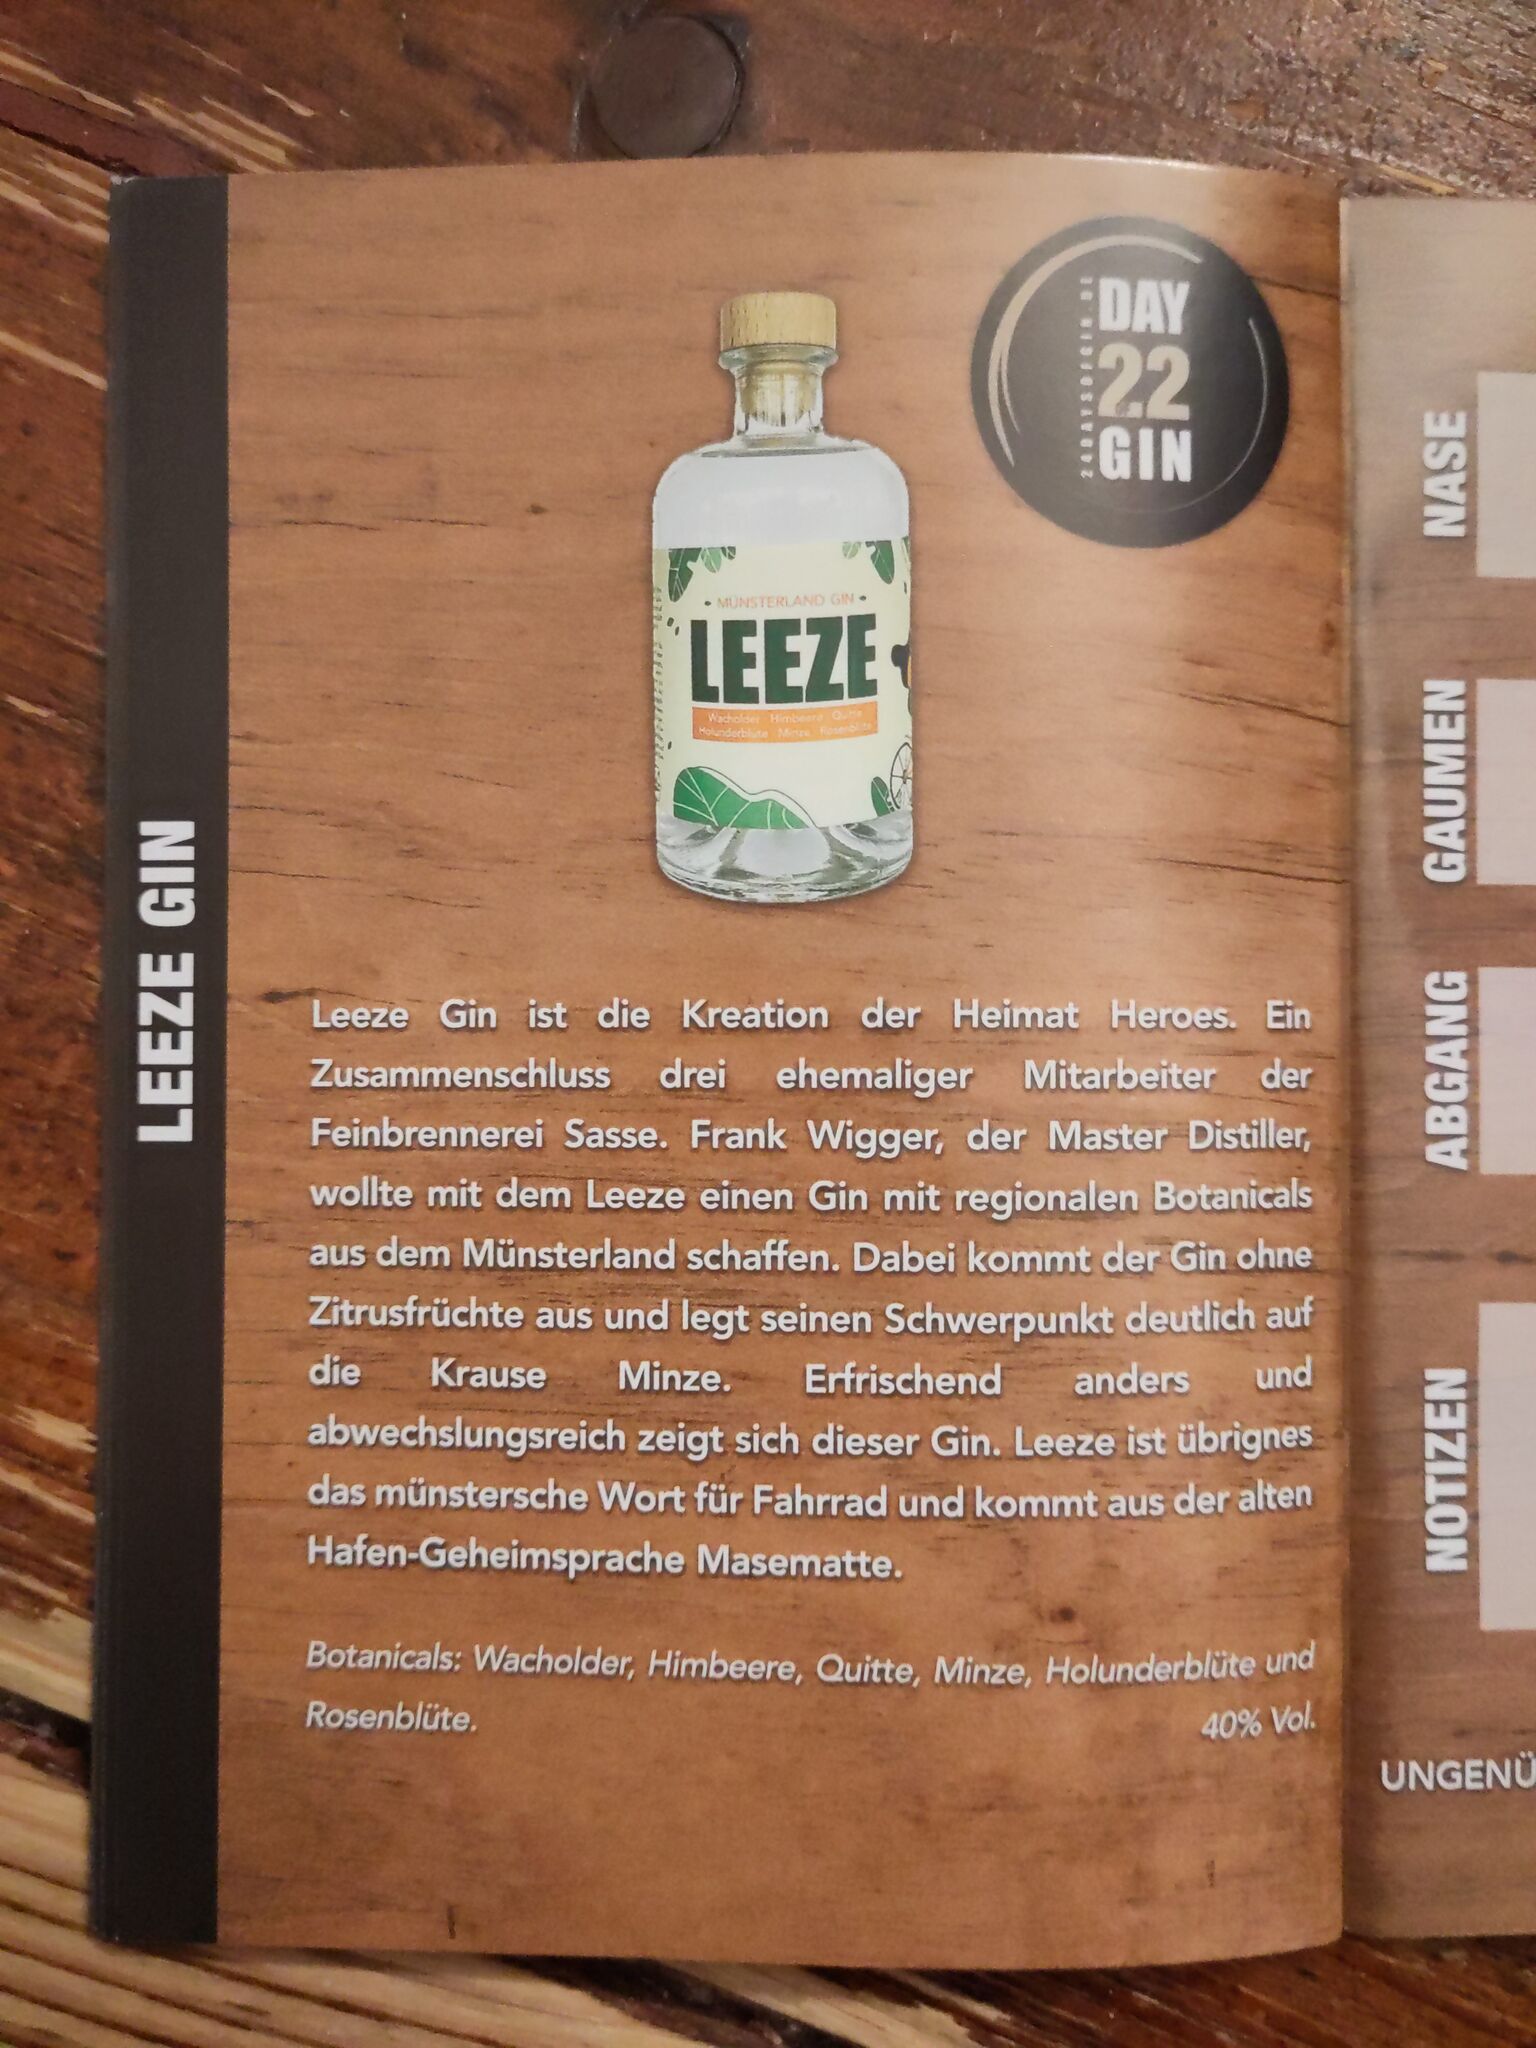 LEEZE GIN
DAY
22
GIN
24DAYSOFGIN.DE
• MÜNSTERLAND GIN •
LEEZE
Wacholder Himbeere Quitte
Holunderblüte Minze Rosenblüte
Leeze Gin ist die Kreation der Heimat Heroes. Ein
Zusammenschluss drei ehemaliger Mitarbeiter der
Feinbrennerei Sasse. Frank Wigger, der Master Distiller,
wollte mit dem Leeze einen Gin mit regionalen Botanicals
aus dem Münsterland schaffen. Dabei kommt der Gin ohne
Zitrusfrüchte aus und legt seinen Schwerpunkt deutlich auf
die Krause Minze. Erfrischend anders und
abwechslungsreich zeigt sich dieser Gin. Leeze ist übrignes
das münstersche Wort für Fahrrad und kommt aus der alten
Hafen-Geheimsprache Masematte.
Botanicals: Wacholder, Himbeere, Quitte, Minze, Holunderblüte und
Rosenblüte. 40% Vol.
NASE
GAUMEN
ABGANG
NOTIZEN
UNGENÜ